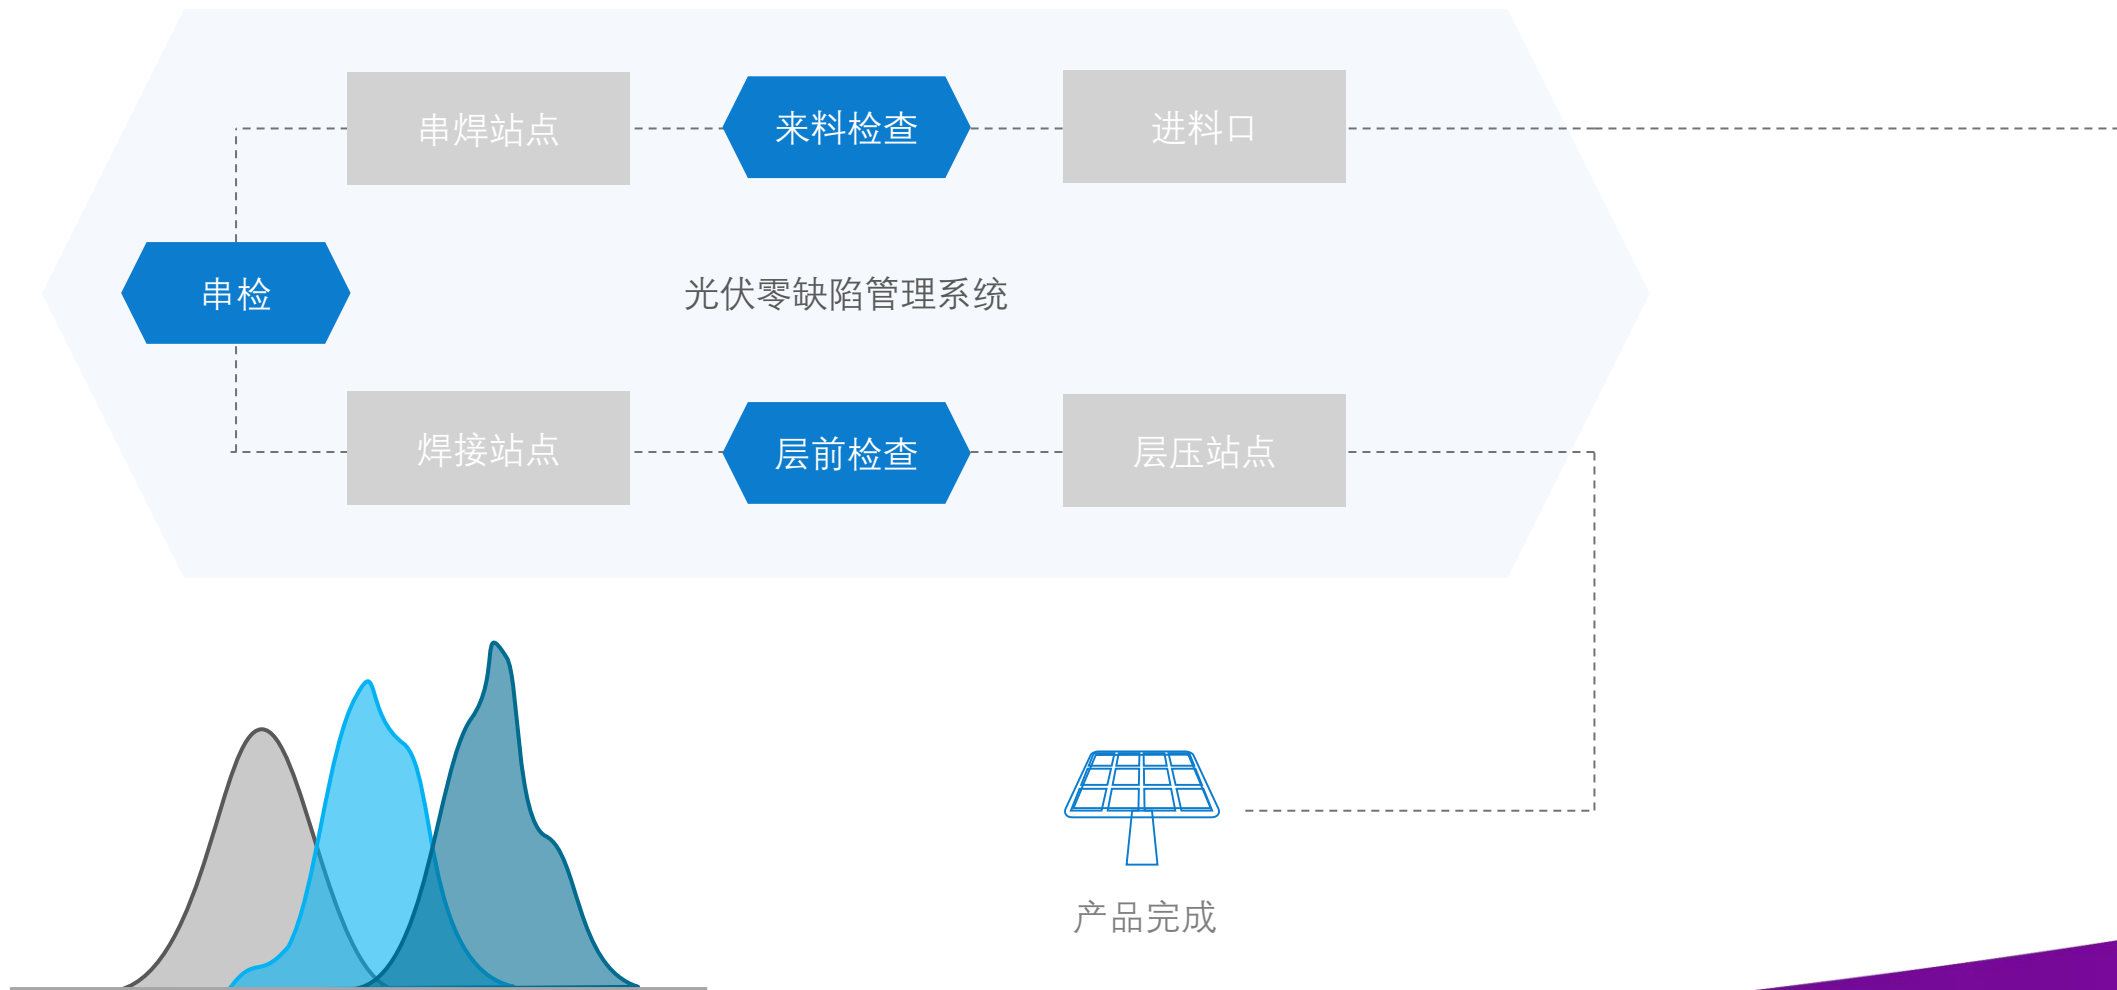 串焊站点
来料检查
进料口
串检
光伏零缺陷管理系统
焊接站点
层前检查
层压站点
产品完成